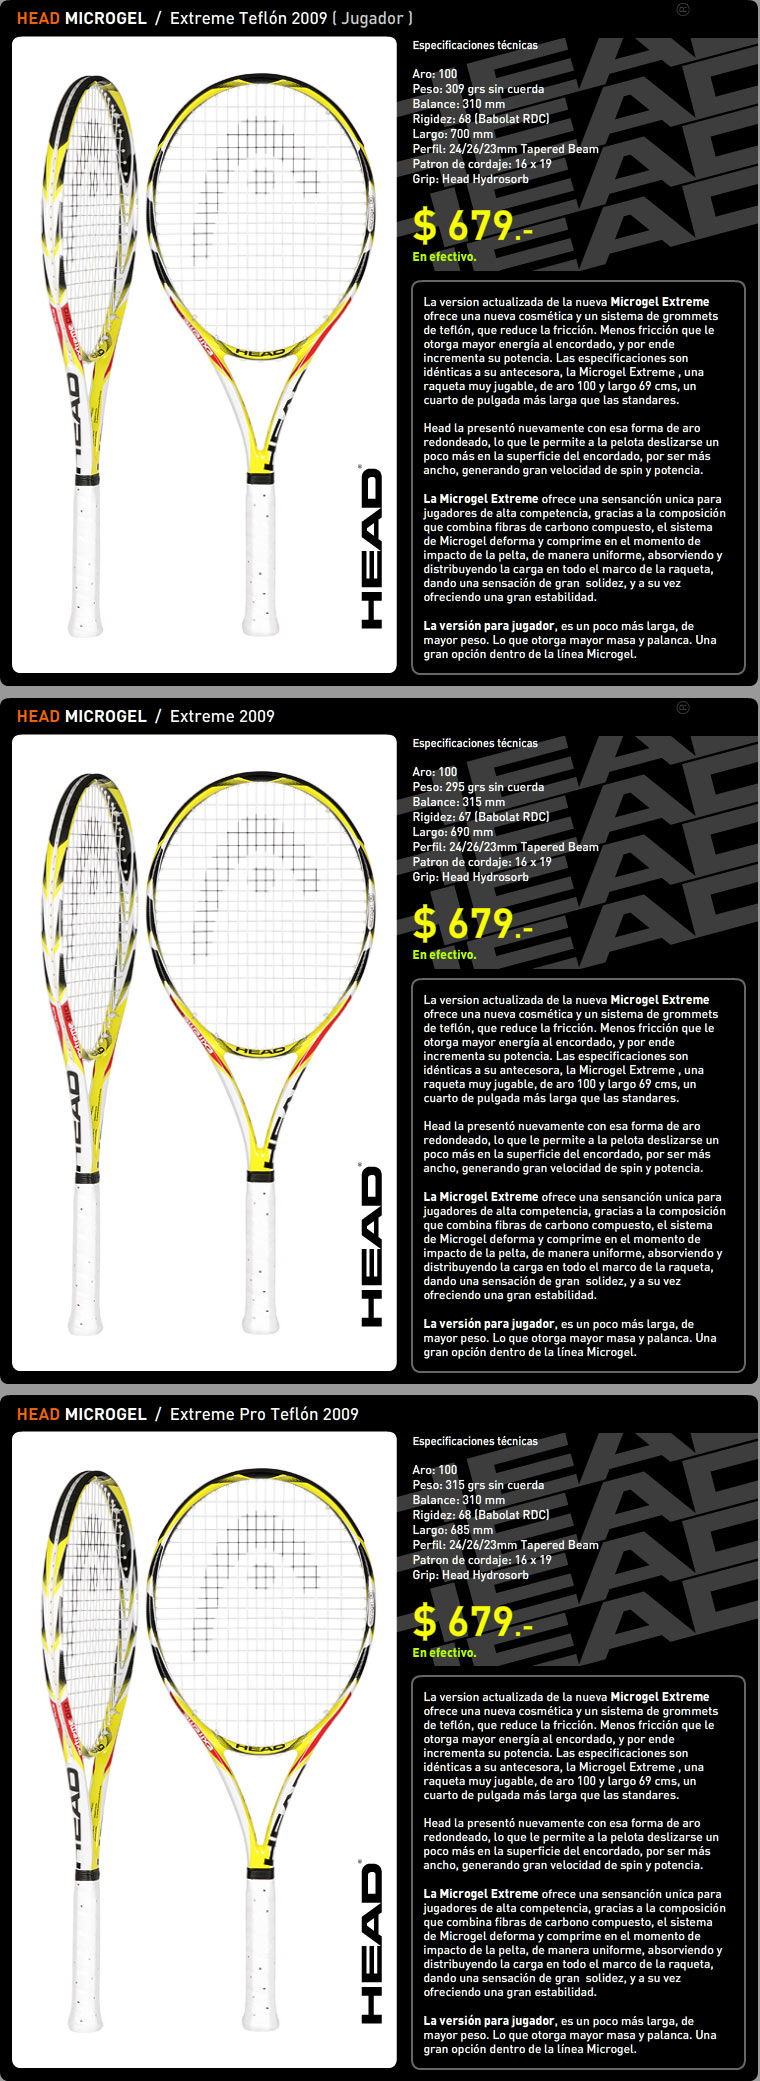 HEAD MICROGEL / Extreme Teflón 2009 ( Jugador )
Especificaciones técnicas
Aro: 100
Peso: 309 grs sin cuerda
Balance: 310 mm
Rigidez: 68 (Babolat RDC)
Largo: 700 mm
Perfil: 24/26/23mm Tapered Beam
Patron de cordaje: 16 x 19
Grip: Head Hydrosorb
$ 679.-
En efectivo.
La version actualizada de la nueva Microgel Extreme
ofrece una nueva cosmética y un sistema de grommets
de teflón, que reduce la fricción. Menos fricción que le
otorga mayor energía al encordado, y por ende
incrementa su potencia. Las especificaciones son
idénticas a su antecesora, la Microgel Extreme , una
raqueta muy jugable, de aro 100 y largo 69 cms, un
cuarto de pulgada más larga que las standares.
Head la presentó nuevamente con esa forma de aro
redondeado, lo que le permite a la pelota deslizarse un
poco más en la superficie del encordado, por ser más
ancho, generando gran velocidad de spin y potencia.
La Microgel Extreme ofrece una sensanción unica para
jugadores de alta competencia, gracias a la composición
que combina fibras de carbono compuesto, el sistema
de Microgel deforma y comprime en el momento de
impacto de la pelta, de manera uniforme, absorviendo y
distribuyendo la carga en todo el marco de la raqueta,
dando una sensación de gran solidez, y a su vez
ofreciendo una gran estabilidad.
La versión para jugador, es un poco más larga, de
mayor peso. Lo que otorga mayor masa y palanca. Una
gran opción dentro de la línea Microgel.
HEAD
HEAD
HEAD
HEAD MICROGEL / Extreme 2009
Especificaciones técnicas
Aro: 100
Peso: 295 grs sin cuerda
Balance: 315 mm
Rigidez: 67 (Babolat RDC)
Largo: 690 mm
Perfil: 24/26/23mm Tapered Beam
Patron de cordaje: 16 x 19
Grip: Head Hydrosorb
$ 679.-
En efectivo.
La version actualizada de la nueva Microgel Extreme
ofrece una nueva cosmética y un sistema de grommets
de teflón, que reduce la fricción. Menos fricción que le
otorga mayor energía al encordado, y por ende
incrementa su potencia. Las especificaciones son
idénticas a su antecesora, la Microgel Extreme , una
raqueta muy jugable, de aro 100 y largo 69 cms, un
cuarto de pulgada más larga que las standares.
Head la presentó nuevamente con esa forma de aro
redondeado, lo que le permite a la pelota deslizarse un
poco más en la superficie del encordado, por ser más
ancho, generando gran velocidad de spin y potencia.
La Microgel Extreme ofrece una sensanción unica para
jugadores de alta competencia, gracias a la composición
que combina fibras de carbono compuesto, el sistema
de Microgel deforma y comprime en el momento de
impacto de la pelta, de manera uniforme, absorviendo y
distribuyendo la carga en todo el marco de la raqueta,
dando una sensación de gran solidez, y a su vez
ofreciendo una gran estabilidad.
La versión para jugador, es un poco más larga, de
mayor peso. Lo que otorga mayor masa y palanca. Una
gran opción dentro de la línea Microgel.
HEAD
HEAD
HEAD
HEAD MICROGEL / Extreme Pro Teflón 2009
Especificaciones técnicas
Aro: 100
Peso: 315 grs sin cuerda
Balance: 310 mm
Rigidez: 68 (Babolat RDC)
Largo: 685 mm
Perfil: 24/26/23mm Tapered Beam
Patron de cordaje: 16 x 19
Grip: Head Hydrosorb
$ 679.-
En efectivo.
La version actualizada de la nueva Microgel Extreme
ofrece una nueva cosmética y un sistema de grommets
de teflón, que reduce la fricción. Menos fricción que le
otorga mayor energía al encordado, y por ende
incrementa su potencia. Las especificaciones son
idénticas a su antecesora, la Microgel Extreme , una
raqueta muy jugable, de aro 100 y largo 69 cms, un
cuarto de pulgada más larga que las standares.
Head la presentó nuevamente con esa forma de aro
redondeado, lo que le permite a la pelota deslizarse un
poco más en la superficie del encordado, por ser más
ancho, generando gran velocidad de spin y potencia.
La Microgel Extreme ofrece una sensanción unica para
jugadores de alta competencia, gracias a la composición
que combina fibras de carbono compuesto, el sistema
de Microgel deforma y comprime en el momento de
impacto de la pelta, de manera uniforme, absorviendo y
distribuyendo la carga en todo el marco de la raqueta,
dando una sensación de gran solidez, y a su vez
ofreciendo una gran estabilidad.
La versión para jugador, es un poco más larga, de
mayor peso. Lo que otorga mayor masa y palanca. Una
gran opción dentro de la línea Microgel.
HEAD
HEAD
HEAD